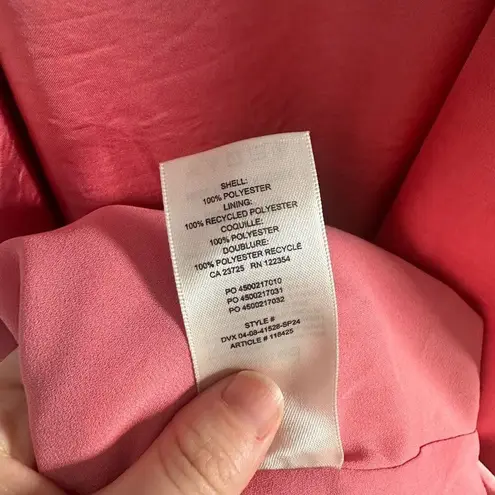 SHELL:
100% POLYESTER
LINING:
100% RECYCLED POLYESTER
COQUILLE:
100% POLYESTER
DOUBLURE:
100% POLYESTER RECYCLÉ
CA 23725 RN 122354
PO 4500217010
PO 4500217031
PO 4500217032
STYLE #
DVX 04-08-41528-SP24
ARTICLE # 118425